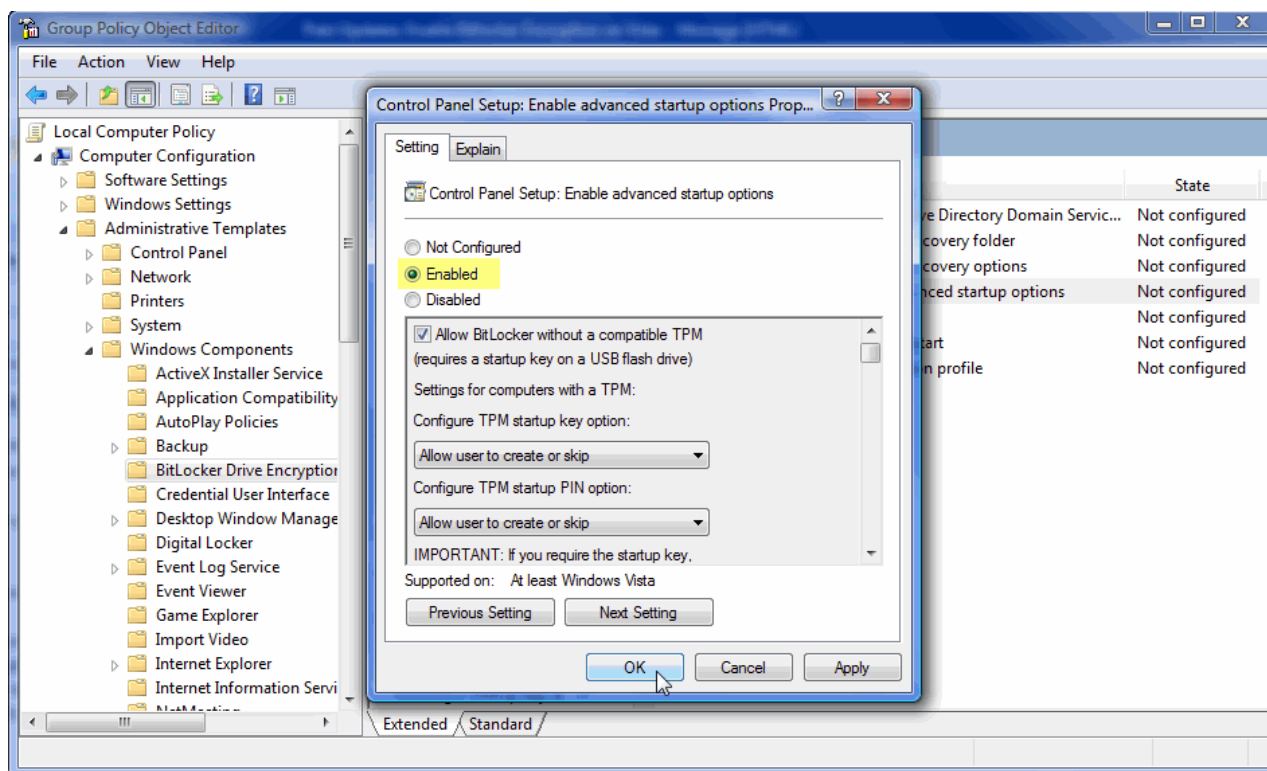 Group Policy Object Editor
File Action View Help
Local Computer Policy
Computer Configuration
Software Settings
Windows Settings
Administrative Templates
Control Panel
Network
Printers
System
Windows Components
ActiveX Installer Service
Application Compatibility
AutoPlay Policies
Backup
BitLocker Drive Encryption
Credential User Interface
Desktop Window Manage
Digital Locker
Event Log Service
Event Viewer
Game Explorer
Import Video
Internet Explorer
Internet Information Servi
NetMeeting
Control Panel Setup: Enable advanced startup options Prop...
Setting Explain
Control Panel Setup: Enable advanced startup options
Not Configured
Enabled
Disabled
Allow BitLocker without a compatible TPM
(requires a startup key on a USB flash drive)
Settings for computers with a TPM:
Configure TPM startup key option:
Allow user to create or skip
Configure TPM startup PIN option:
Allow user to create or skip
IMPORTANT: If you require the startup key,
Supported on: At least Windows Vista
Previous Setting Next Setting
OK Cancel Apply
State
ve Directory Domain Servic... Not configured
covery folder Not configured
covery options Not configured
nced startup options Not configured
Not configured
tart Not configured
n profile Not configured
Extended Standard